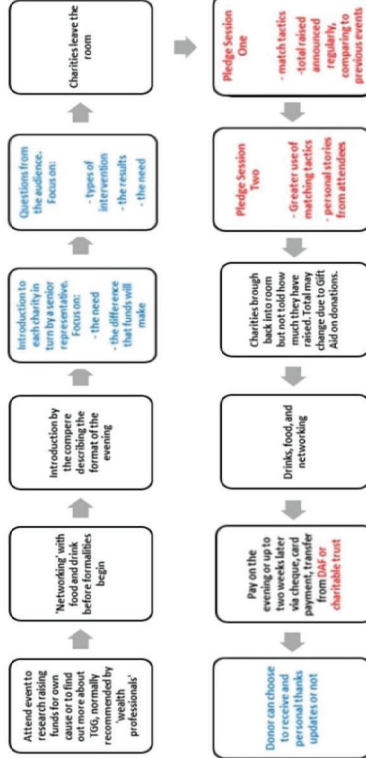 Attend event to
research raising
funds for own
cause or to find
out more about
TGG, normally
recommended by
'wealth
professionals'
'Networking' with
food and drink
before formalities
begin
Introduction by
the compere
describing the
format of the
evening
Introduction to
each charity in
turn by a senior
representative.
Focus on:
- the need
- the difference
that funds will
make
Questions from
the audience.
Focus on:
- types of
intervention
- the results
- the need
Charities leave the
room
Pledge Session
One
- match tactics
-total raised
announced
regularly,
comparing to
previous events
Pledge Session
Two
- Greater use of
matching tactics
- personal stories
from attendees
Charities brough
back into room
but not told how
much they have
raised. Total may
change due to Gift
Aid on donations.
Drinks, food, and
networking
Pay on the
evening or up to
two weeks later
via cheque, card
payment, transfer
from DAF or
charitable trust
Donor can choose
to receive and
personal thanks
updates or not